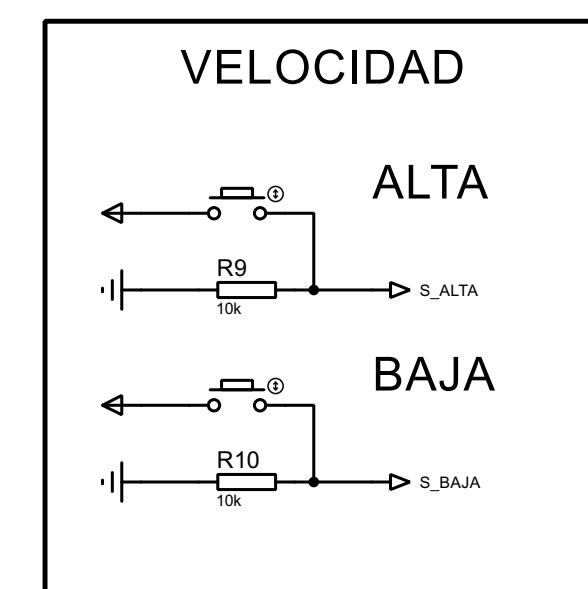 VELOCIDAD
ALTA
R9
10k
S_ALTA
BAJA
R10
10k
S_BAJA